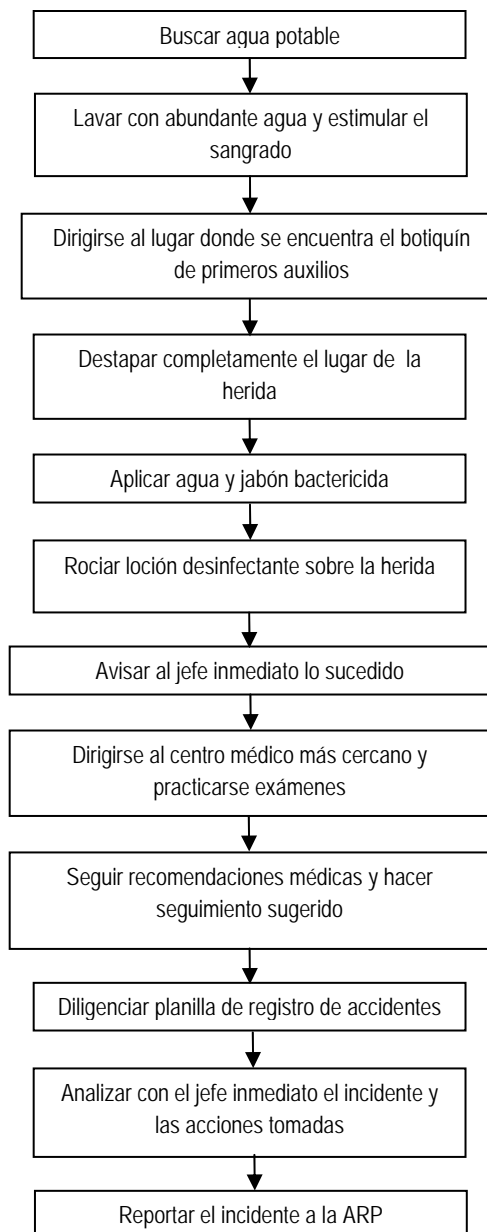 Buscar agua potable
Lavar con abundante agua y estimular el
sangrado
Dirigirse al lugar donde se encuentra el botiquín
de primeros auxilios
Destapar completamente el lugar de la
herida
Aplicar agua y jabón bactericida
Rociar loción desinfectante sobre la herida
Avisar al jefe inmediato lo sucedido
Dirigirse al centro médico más cercano y
practicarse exámenes
Seguir recomendaciones médicas y hacer
seguimiento sugerido
Diligenciar planilla de registro de accidentes
Analizar con el jefe inmediato el incidente y
las acciones tomadas
Reportar el incidente a la ARP